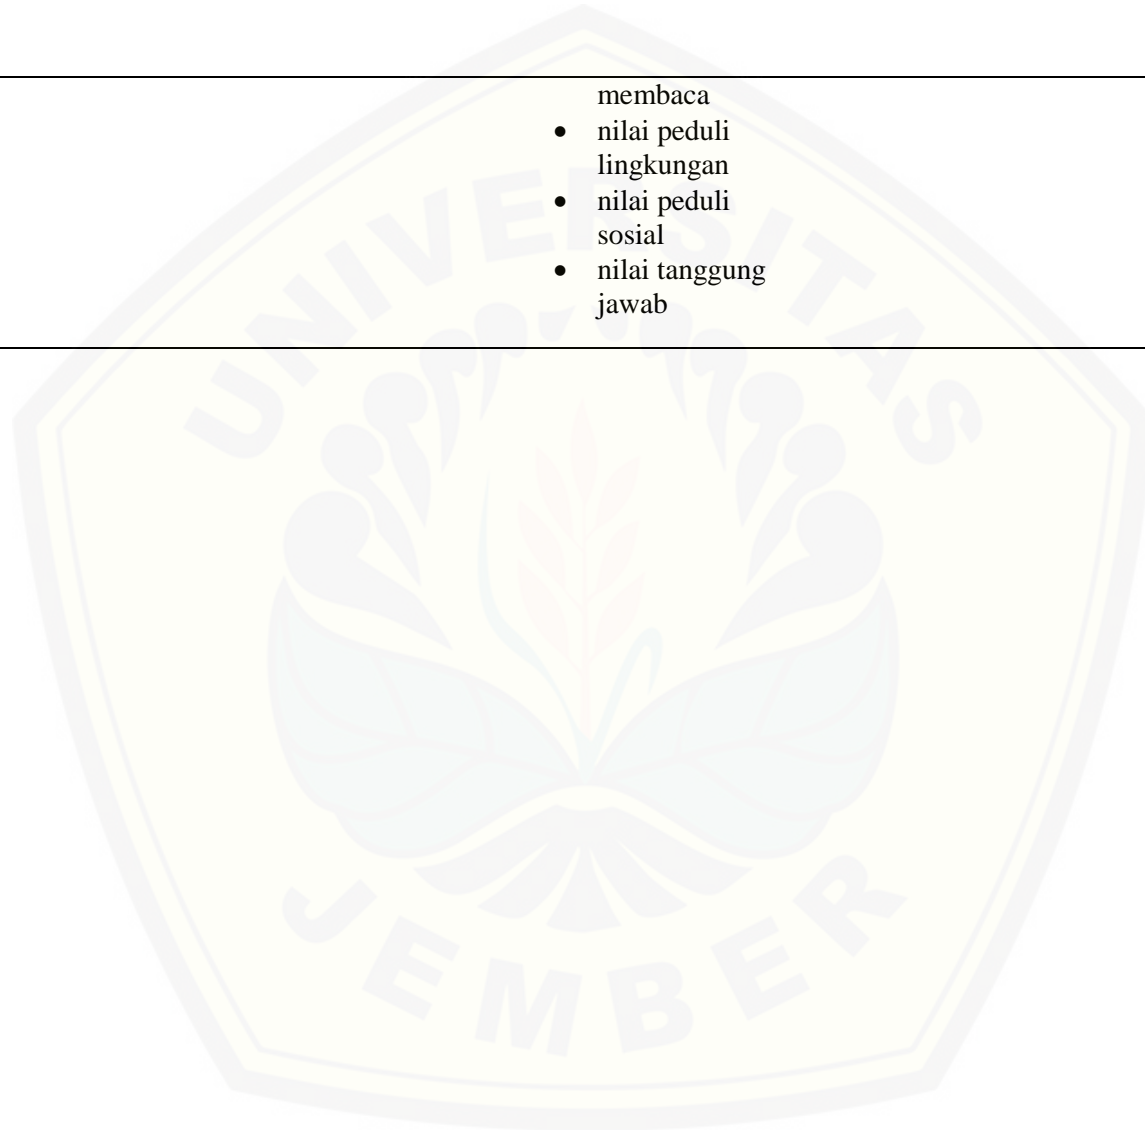 membaca
• nilai peduli
lingkungan
• nilai peduli
sosial
• nilai tanggung
jawab
UNIVERSITAS
JEMBER